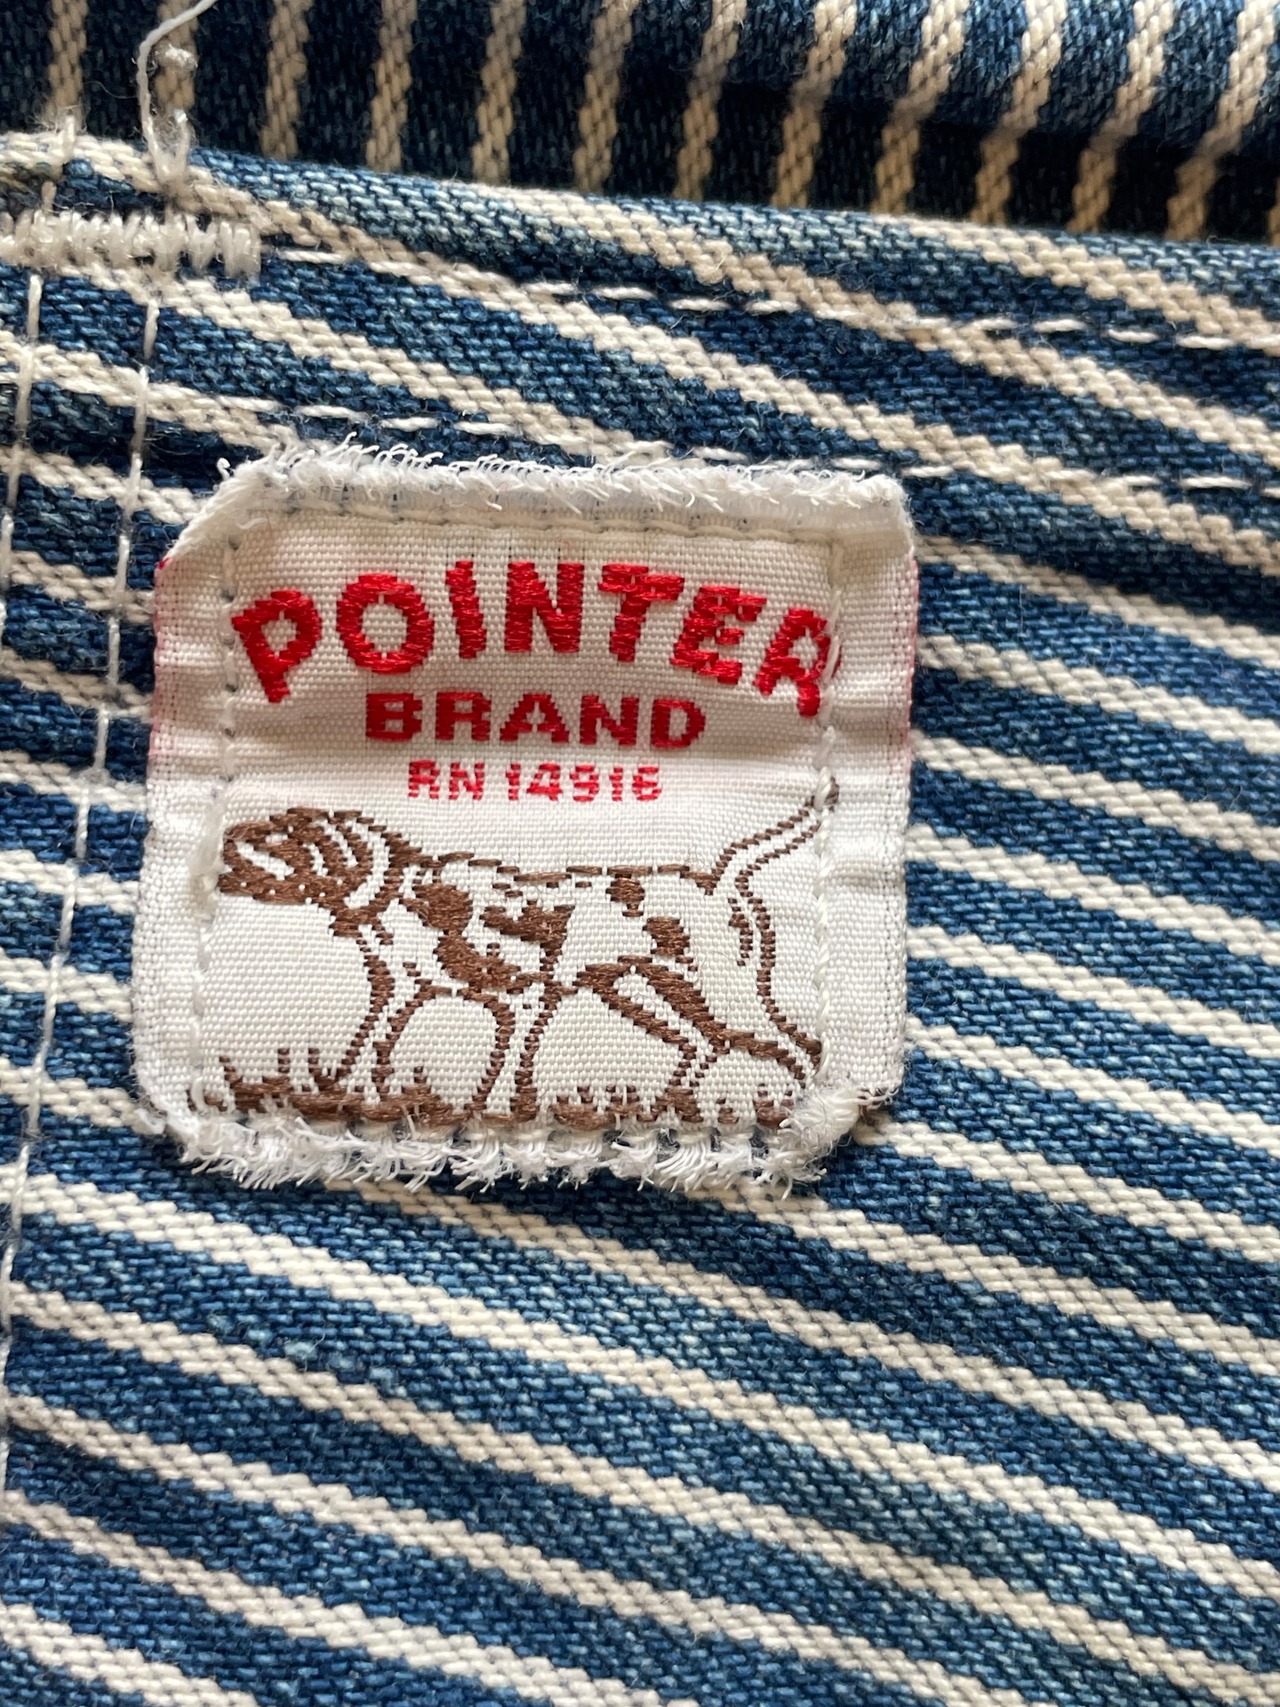 POINTER
BRAND
RN 14916